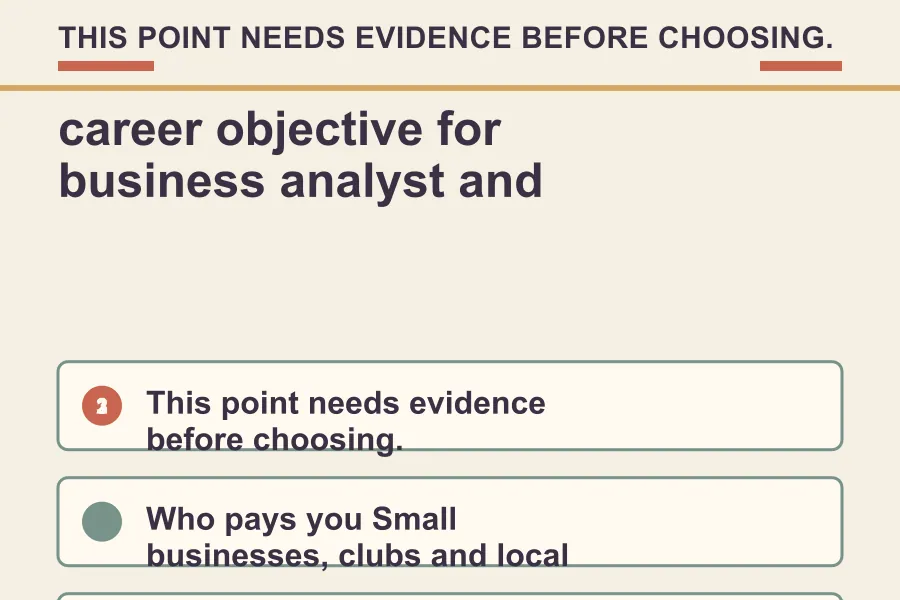 THIS POINT NEEDS EVIDENCE BEFORE CHOOSING.
career objective for
business analyst and
This point needs evidence
before choosing.
Who pays you Small
businesses, clubs and local